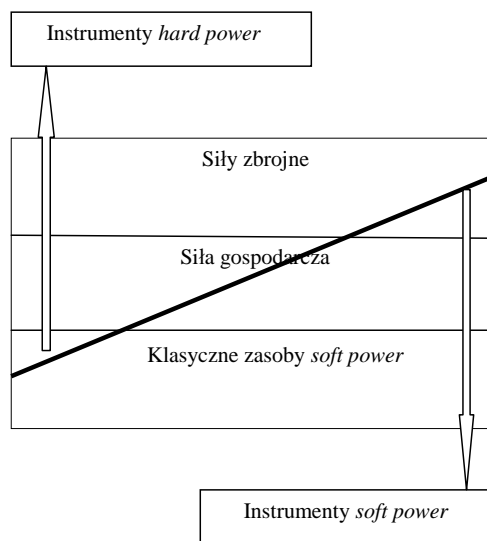 Instrumenty hard power
Siły zbrojne
Siła gospodarcza
Klasyczne zasoby soft power
Instrumenty soft power